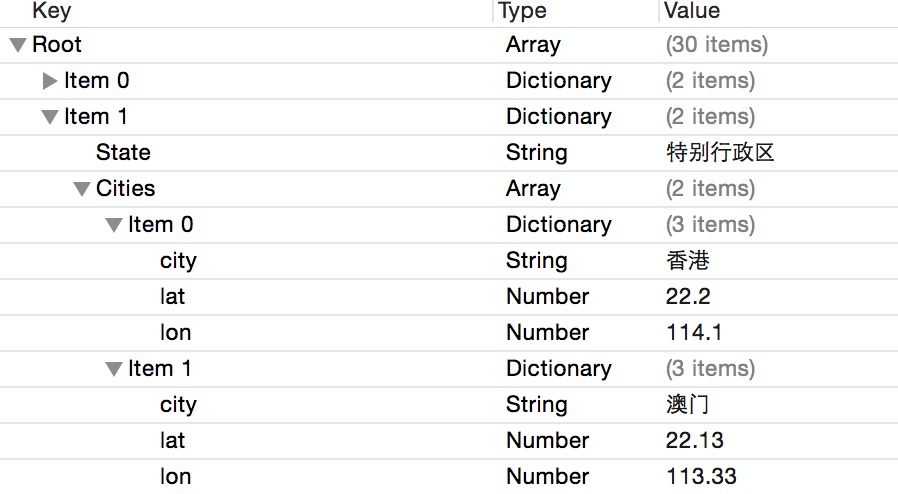 Key Type Value
Root Array (30 items)
Item 0 Dictionary (2 items)
Item 1 Dictionary (2 items)
State String 特别行政区
Cities Array (2 items)
Item 0 Dictionary (3 items)
city String 香港
lat Number 22.2
lon Number 114.1
Item 1 Dictionary (3 items)
city String 澳门
lat Number 22.13
lon Number 113.33